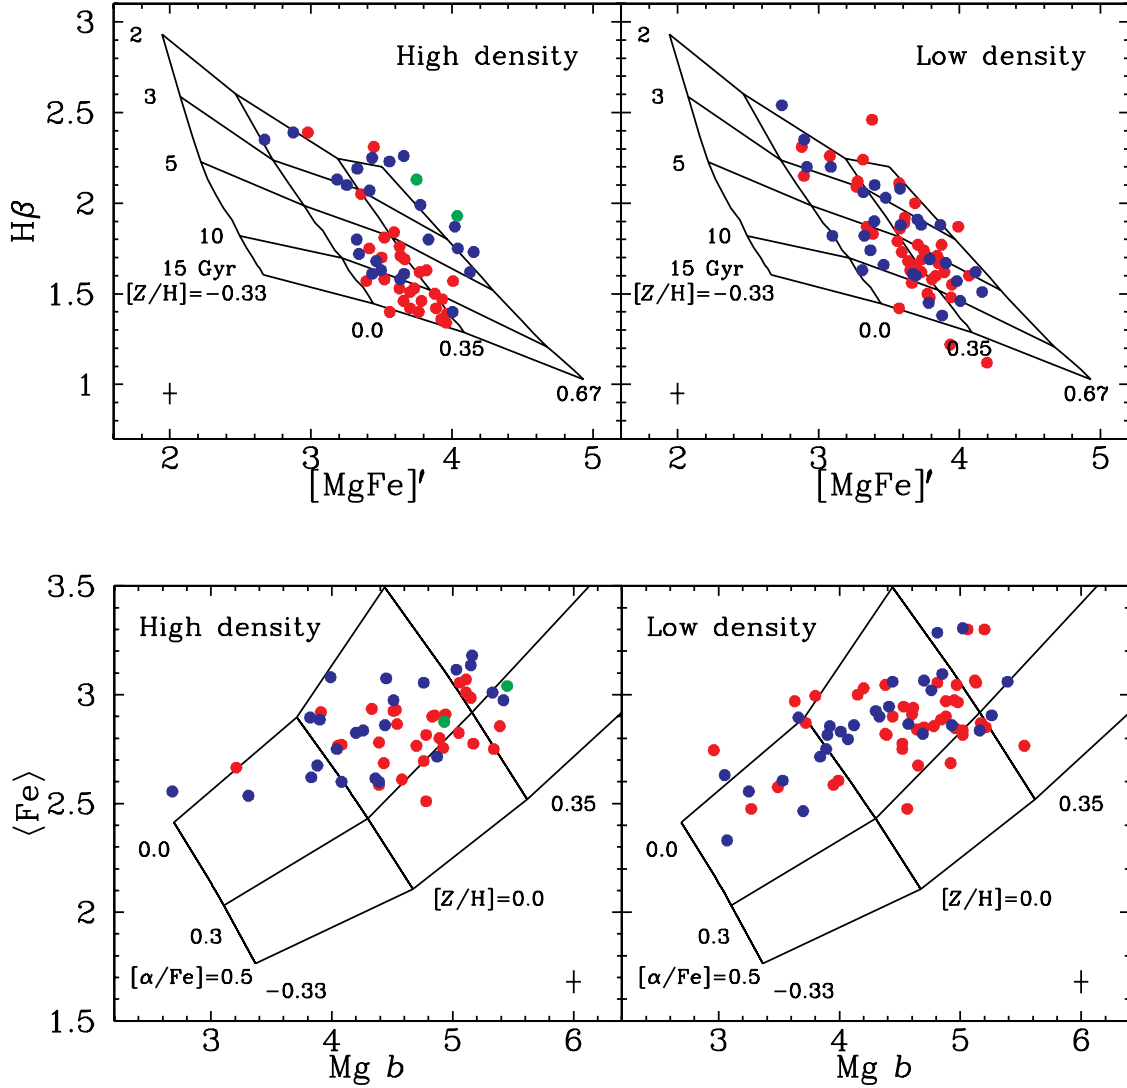 3
2.5
2
1.5
1
Hβ
High density
2
3
5
10
15 Gyr
[Z/H]=−0.33
0.0
0.35
0.67
2
3
4
5
[MgFe]′
Low density
2
3
5
10
15 Gyr
[Z/H]=−0.33
0.0
0.35
0.67
2
3
4
5
[MgFe]′
3.5
3
2.5
2
1.5
⟨Fe⟩
High density
0.0
0.3
[α/Fe]=0.5
−0.33
[Z/H]=0.0
0.35
3
4
5
6
Mg b
Low density
0.0
0.3
[α/Fe]=0.5
−0.33
[Z/H]=0.0
0.35
3
4
5
6
Mg b